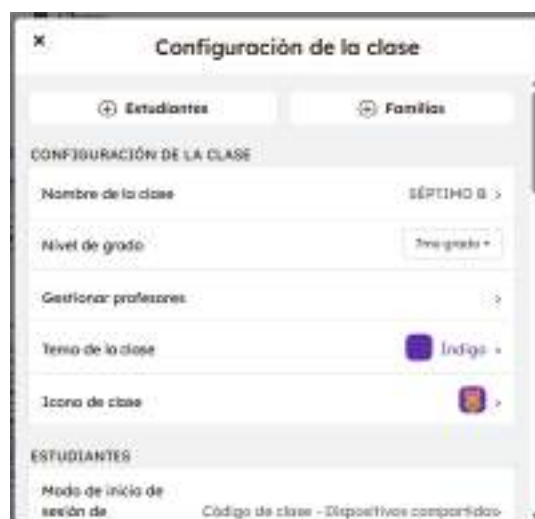 ×
Configuración de la clase
Estudiantes
Familias
CONFIGURACIÓN DE LA CLASE
Nombre de la clase
SÉPTIMO B >
Nivel de grado
7mo grado
Gestionar profesores >
Tema de la clase
Índigo >
Icono de clase >
ESTUDIANTES
Modo de inicio de
sesión de
Código de clase - Dispositivos compartidos